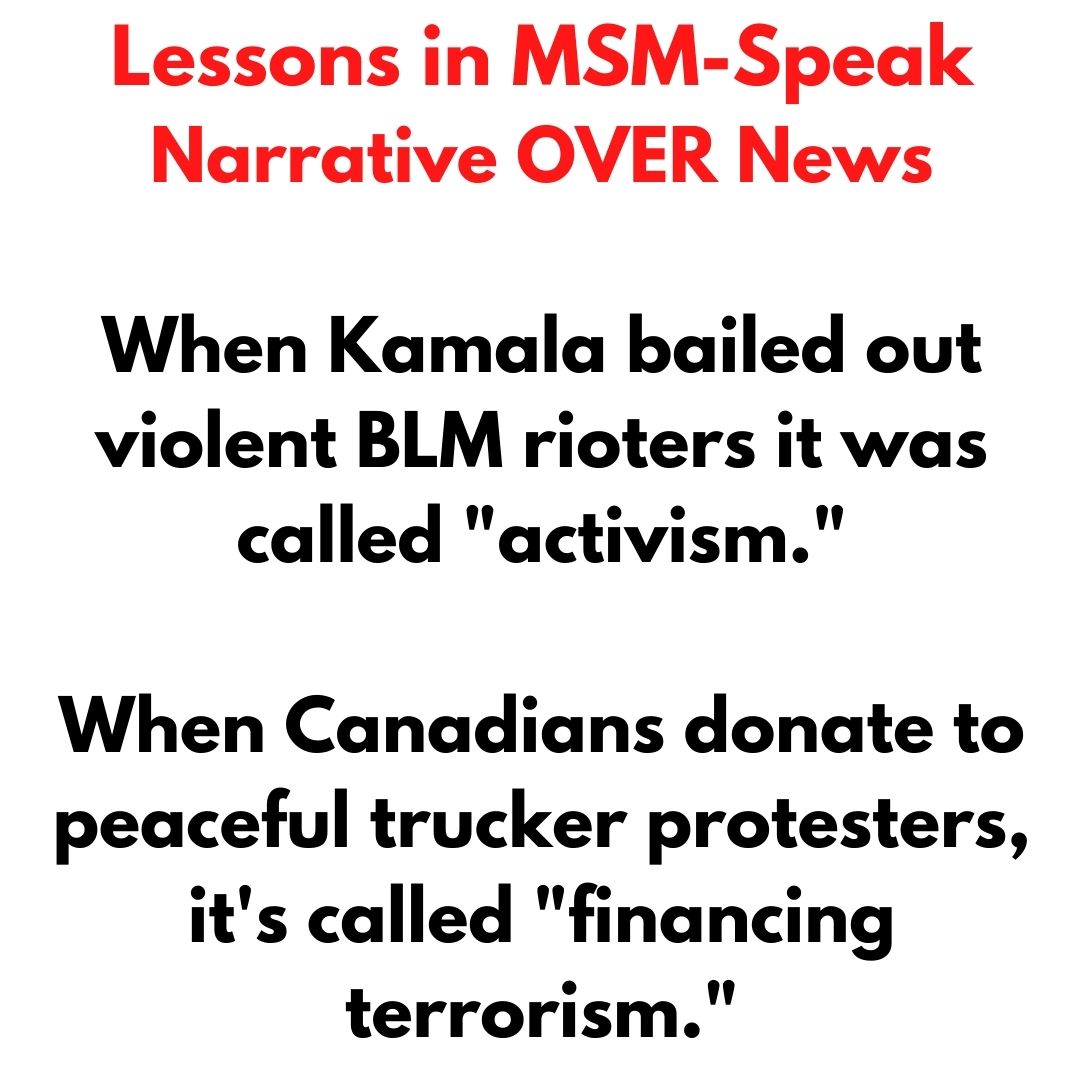 Lessons in MSM-Speak
Narrative OVER News
When Kamala bailed out
violent BLM rioters it was
called "activism."
When Canadians donate to
peaceful trucker protesters,
it's called "financing
terrorism."